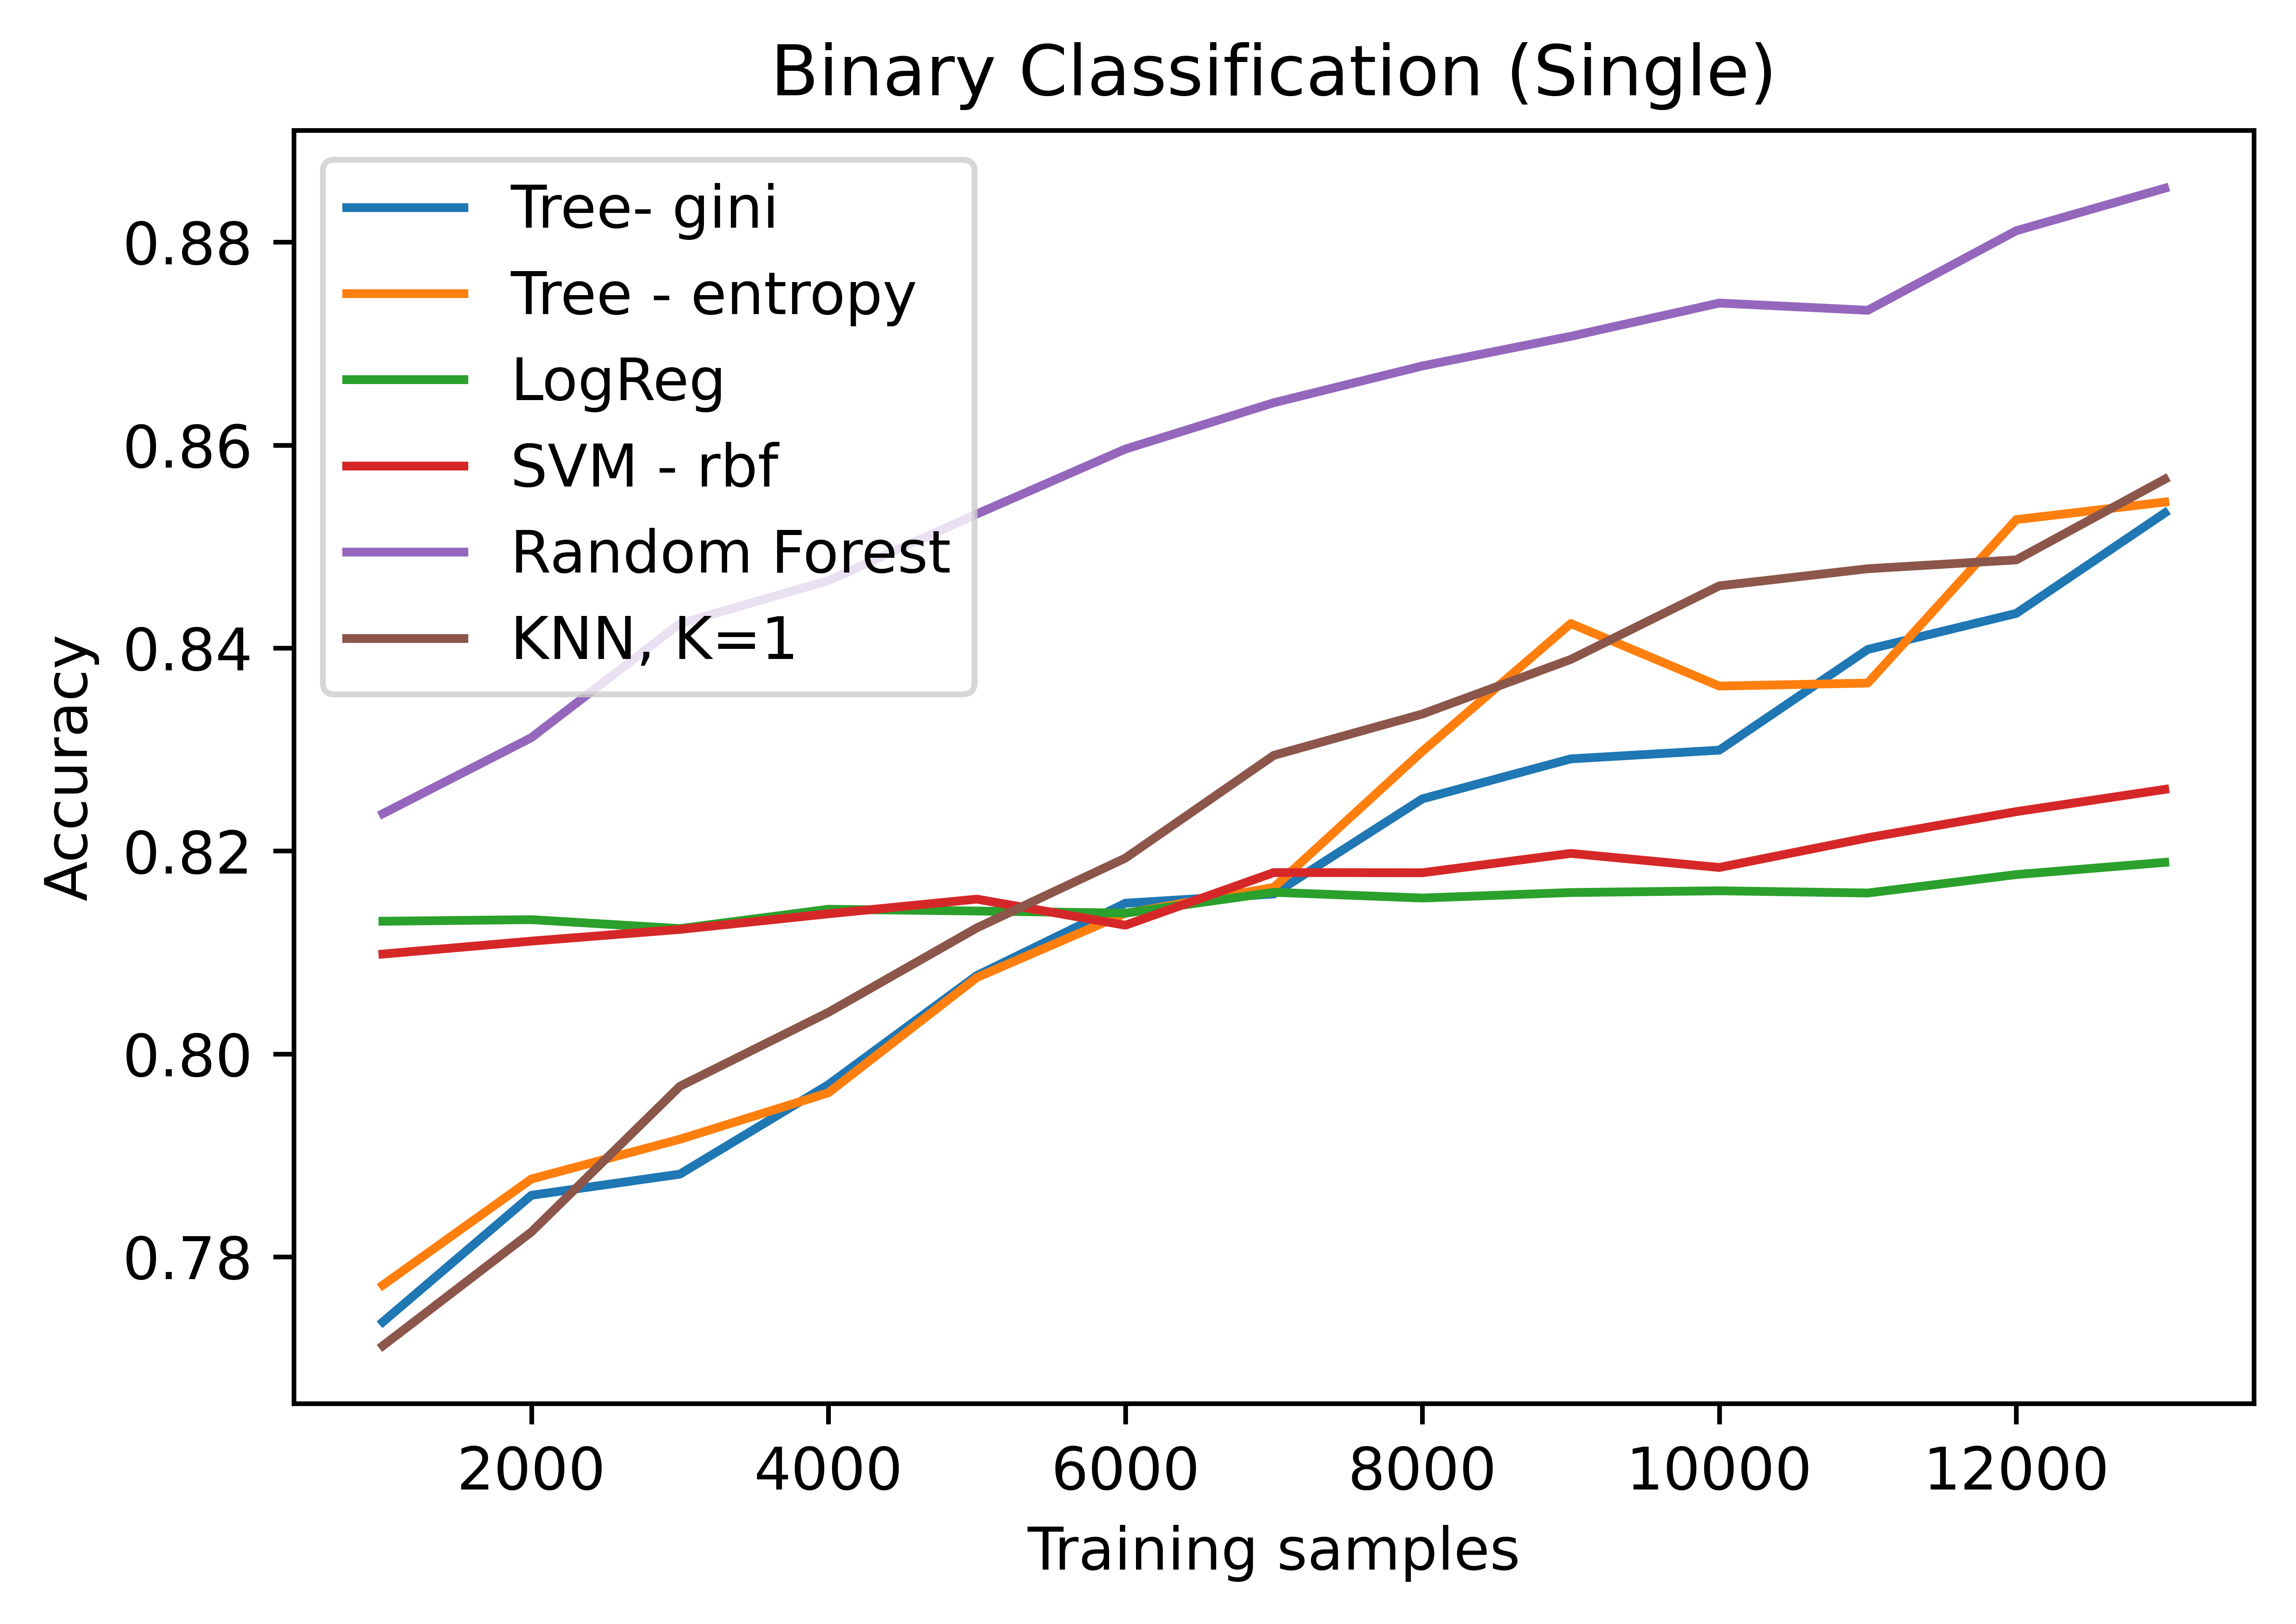 Binary Classification (Single)
Tree- gini
Tree - entropy
LogReg
SVM - rbf
Random Forest
KNN, K=1
Accuracy
0.88
0.86
0.84
0.82
0.80
0.78
2000 4000 6000 8000 10000 12000
Training samples